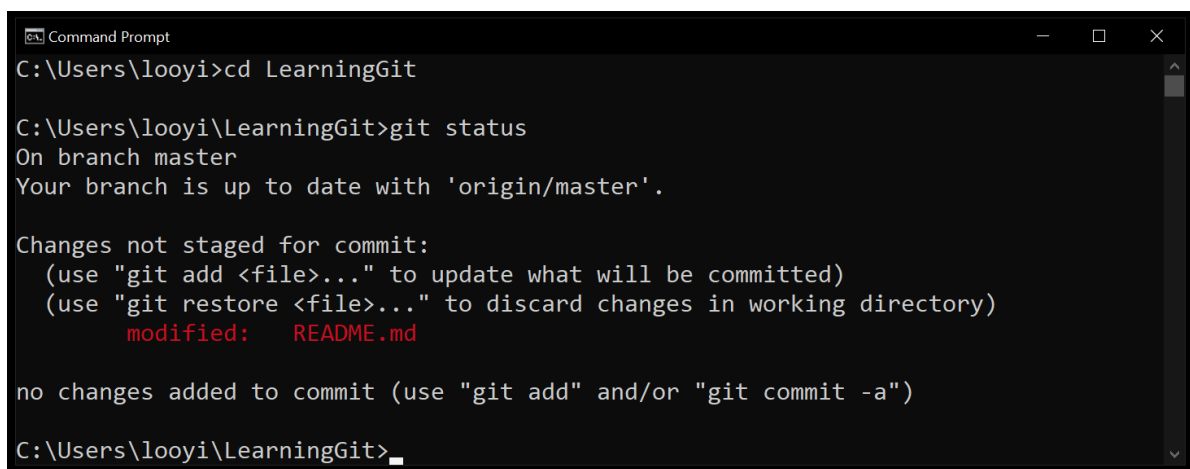 Command Prompt
C:\Users\looyi>cd LearningGit
C:\Users\looyi\LearningGit>git status
On branch master
Your branch is up to date with 'origin/master'.
Changes not staged for commit:
  (use "git add <file>..." to update what will be committed)
  (use "git restore <file>..." to discard changes in working directory)
        modified:   README.md
no changes added to commit (use "git add" and/or "git commit -a")
C:\Users\looyi\LearningGit>